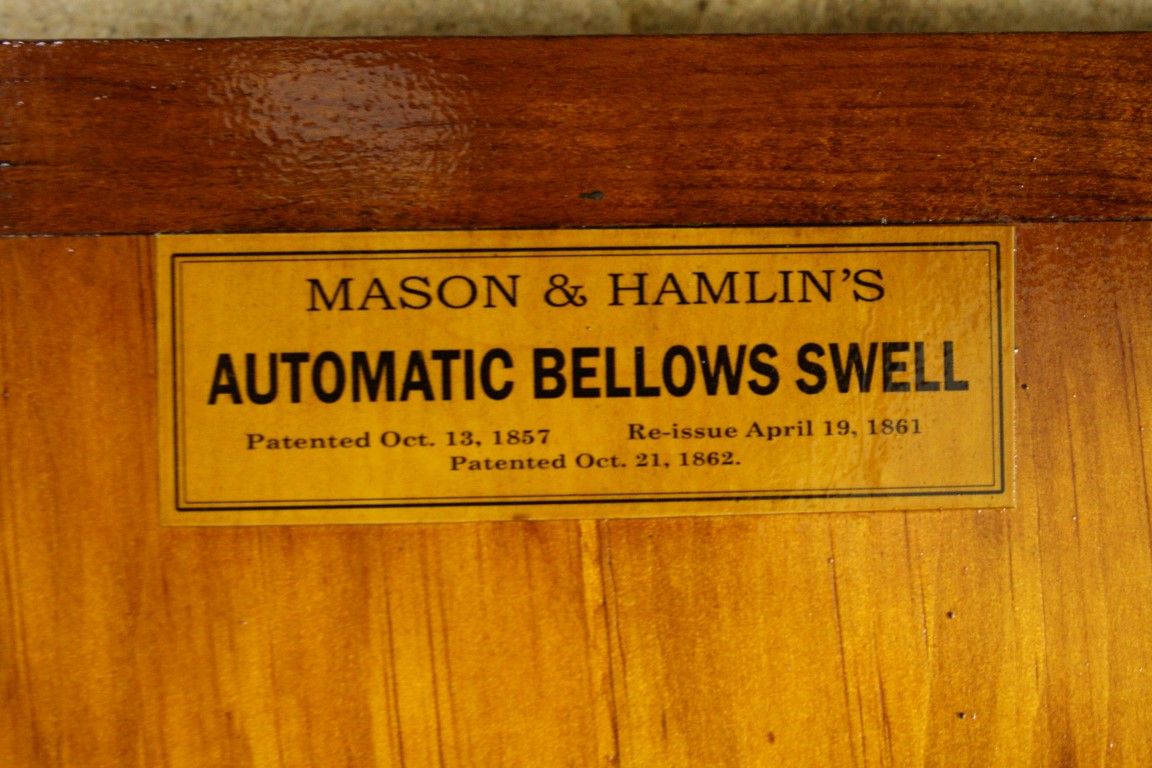 MASON & HAMLIN'S
AUTOMATIC BELLOWS SWELL
Patented Oct. 13, 1857 Re-issue April 19, 1861
Patented Oct. 21, 1862.